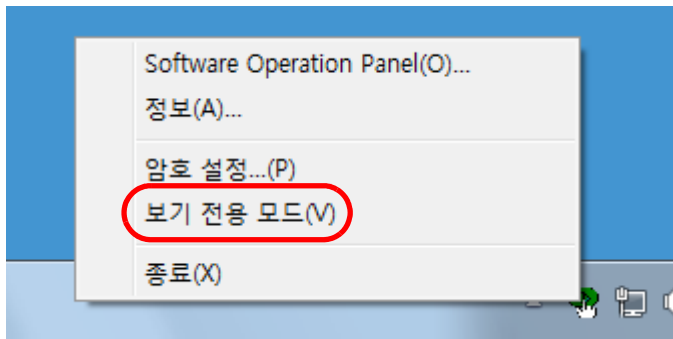 Software Operation Panel(O)...
정보(A)...
암호 설정...(P)
보기 전용 모드(V)
종료(X)